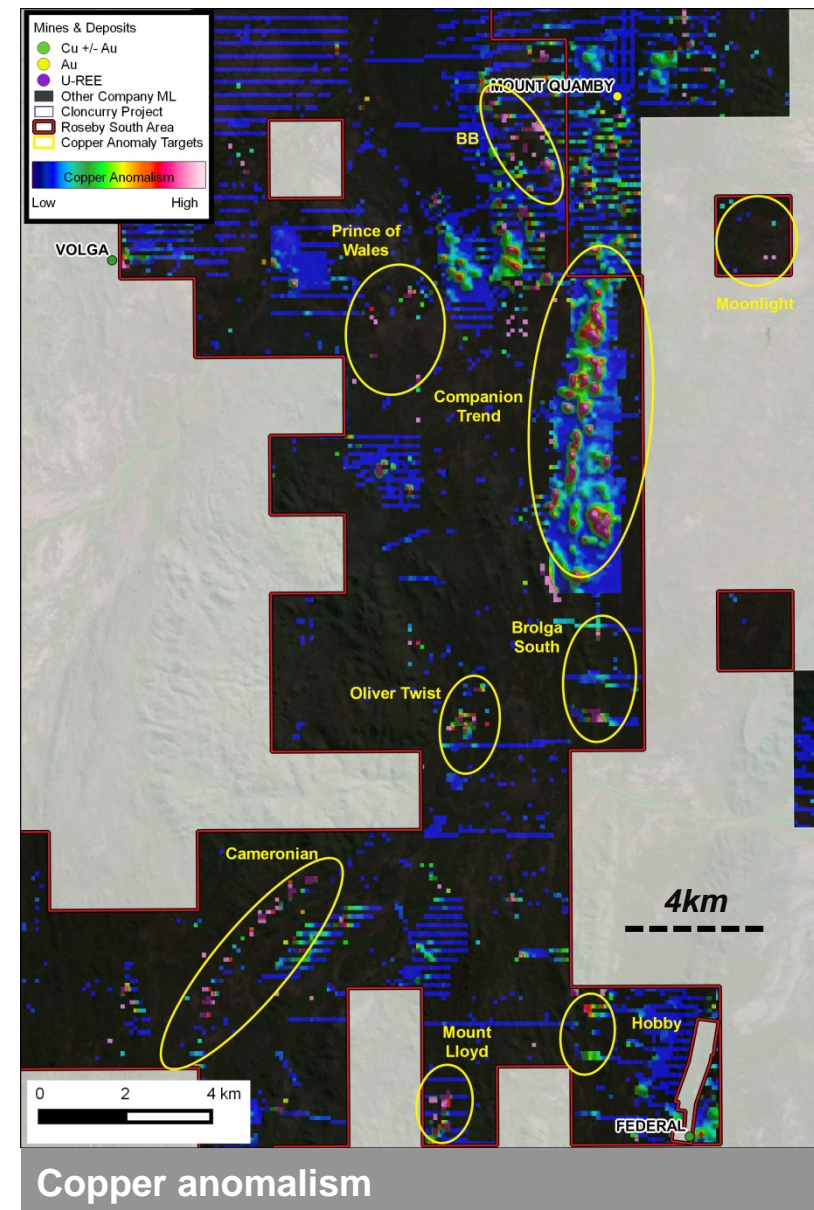 Mines & Deposits
Cu +/- Au
Au
U-REE
Other Company ML
Cloncurry Project
Roseby South Area
Copper Anomaly Targets
Copper Anomalism
Low High
MOUNT QUAMBY
BB
Prince of
Wales
VOLGA
Moonlight
Companion
Trend
Brolga
South
Oliver Twist
Cameronian
4km
Hobby
Mount
Lloyd
0 2 4 km
FEDERAL
Copper anomalism